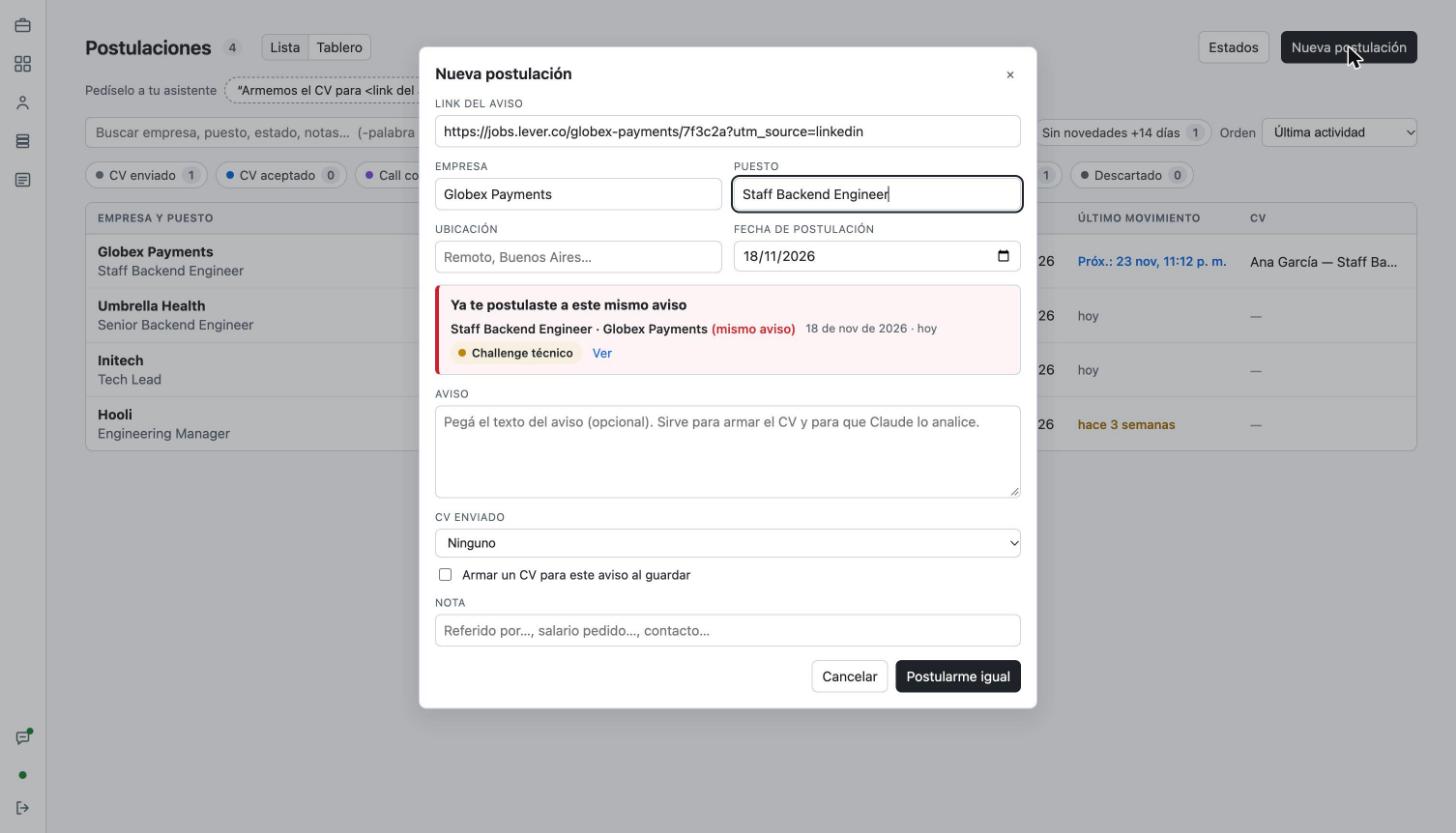 Postulaciones 4 Lista Tablero Estados Nueva postulación
Pedíselo a tu asistente “Armemos el CV para <link del
Buscar empresa, puesto, estado, notas... (-palabra Sin novedades +14 días 1 Orden Última actividad
CV enviado 1 CV aceptado 0 Call co 1 Descartado 0
EMPRESA Y PUESTO ÚLTIMO MOVIMIENTO CV
Globex Payments
Staff Backend Engineer
26 Próx.: 23 nov, 11:12 p. m. Ana García — Staff Ba...
Umbrella Health
Senior Backend Engineer
26 hoy —
Initech
Tech Lead
26 hoy —
Hooli
Engineering Manager
26 hace 3 semanas —
Nueva postulación ×
LINK DEL AVISO
https://jobs.lever.co/globex-payments/7f3c2a?utm_source=linkedin
EMPRESA PUESTO
Globex Payments Staff Backend Engineer
UBICACIÓN FECHA DE POSTULACIÓN
Remoto, Buenos Aires... 18/11/2026
Ya te postulaste a este mismo aviso
Staff Backend Engineer · Globex Payments (mismo aviso) 18 de nov de 2026 · hoy
Challenge técnico Ver
AVISO
Pegá el texto del aviso (opcional). Sirve para armar el CV y para que Claude lo analice.
CV ENVIADO
Ninguno
Armar un CV para este aviso al guardar
NOTA
Referido por..., salario pedido..., contacto...
Cancelar Postularme igual